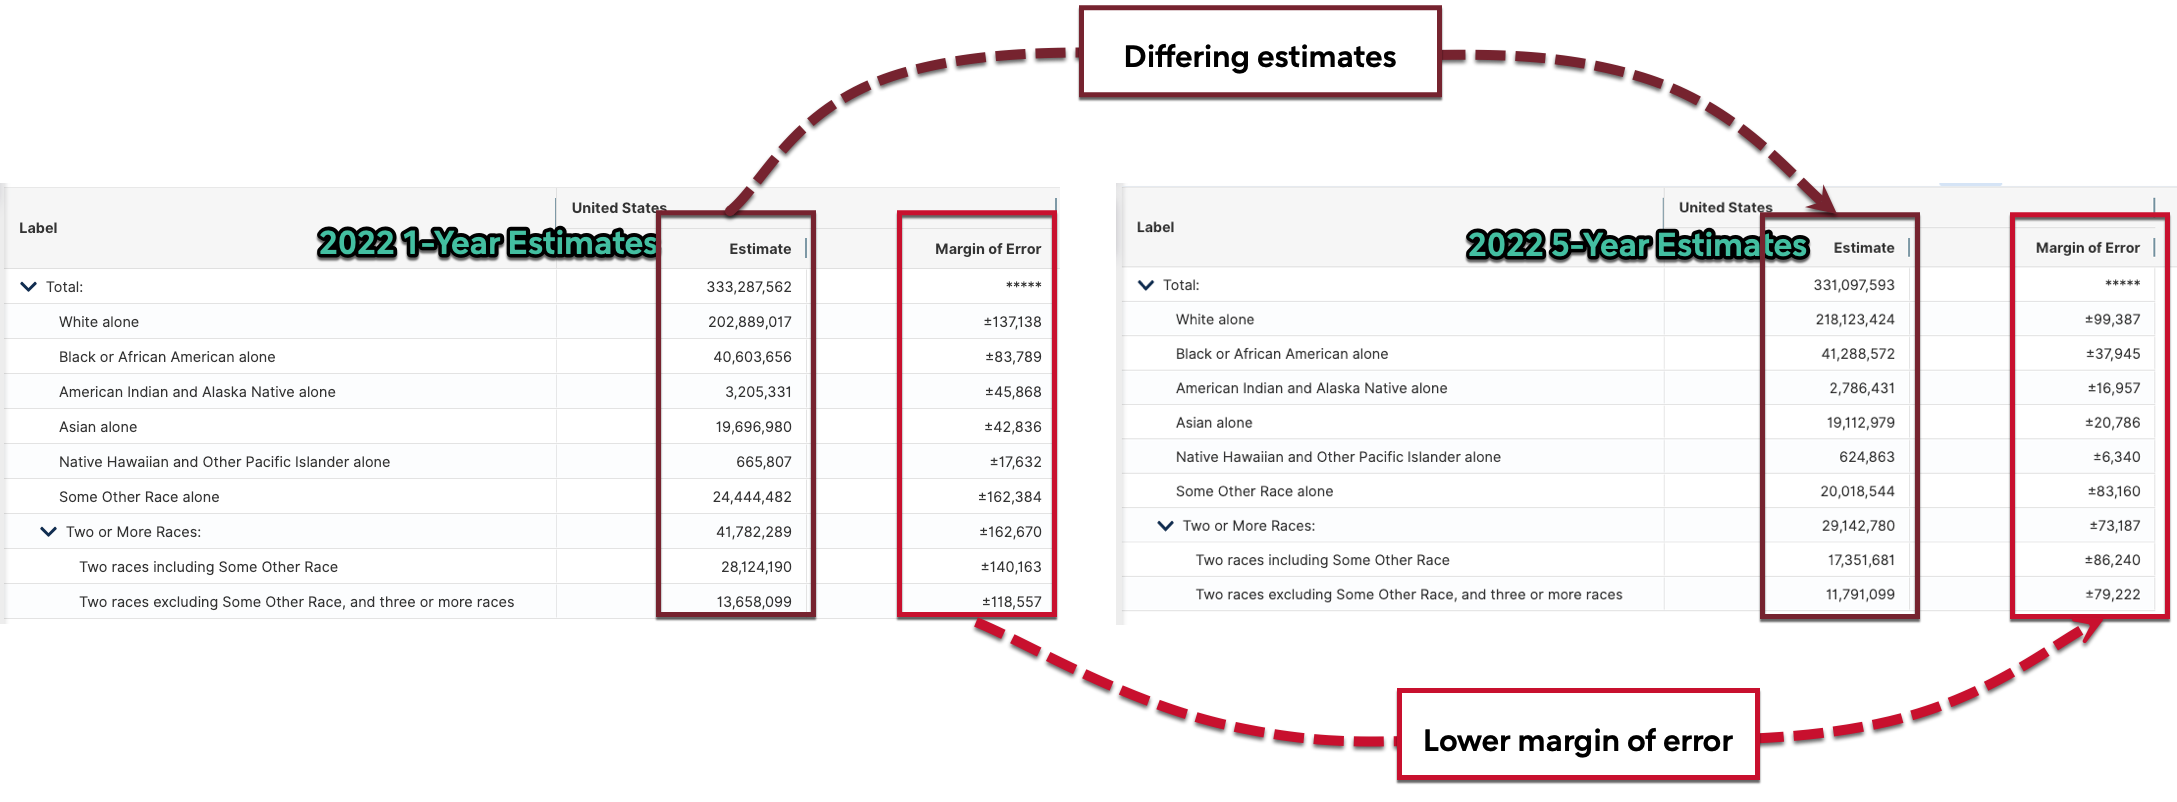 Differing estimates
United States
Label
2022 1-Year Estimates
Estimate
Margin of Error
Total: 333,287,562 *****
White alone 202,889,017 ±137,138
Black or African American alone 40,603,656 ±83,789
American Indian and Alaska Native alone 3,205,331 ±45,868
Asian alone 19,696,980 ±42,836
Native Hawaiian and Other Pacific Islander alone 665,807 ±17,632
Some Other Race alone 24,444,482 ±162,384
Two or More Races: 41,782,289 ±162,670
Two races including Some Other Race 28,124,190 ±140,163
Two races excluding Some Other Race, and three or more races 13,658,099 ±118,557
United States
Label
2022 5-Year Estimates
Estimate
Margin of Error
Total: 331,097,593 *****
White alone 218,123,424 ±99,387
Black or African American alone 41,288,572 ±37,945
American Indian and Alaska Native alone 2,786,431 ±16,957
Asian alone 19,112,979 ±20,786
Native Hawaiian and Other Pacific Islander alone 624,863 ±6,340
Some Other Race alone 20,018,544 ±83,160
Two or More Races: 29,142,780 ±73,187
Two races including Some Other Race 17,351,681 ±86,240
Two races excluding Some Other Race, and three or more races 11,791,099 ±79,222
Lower margin of error